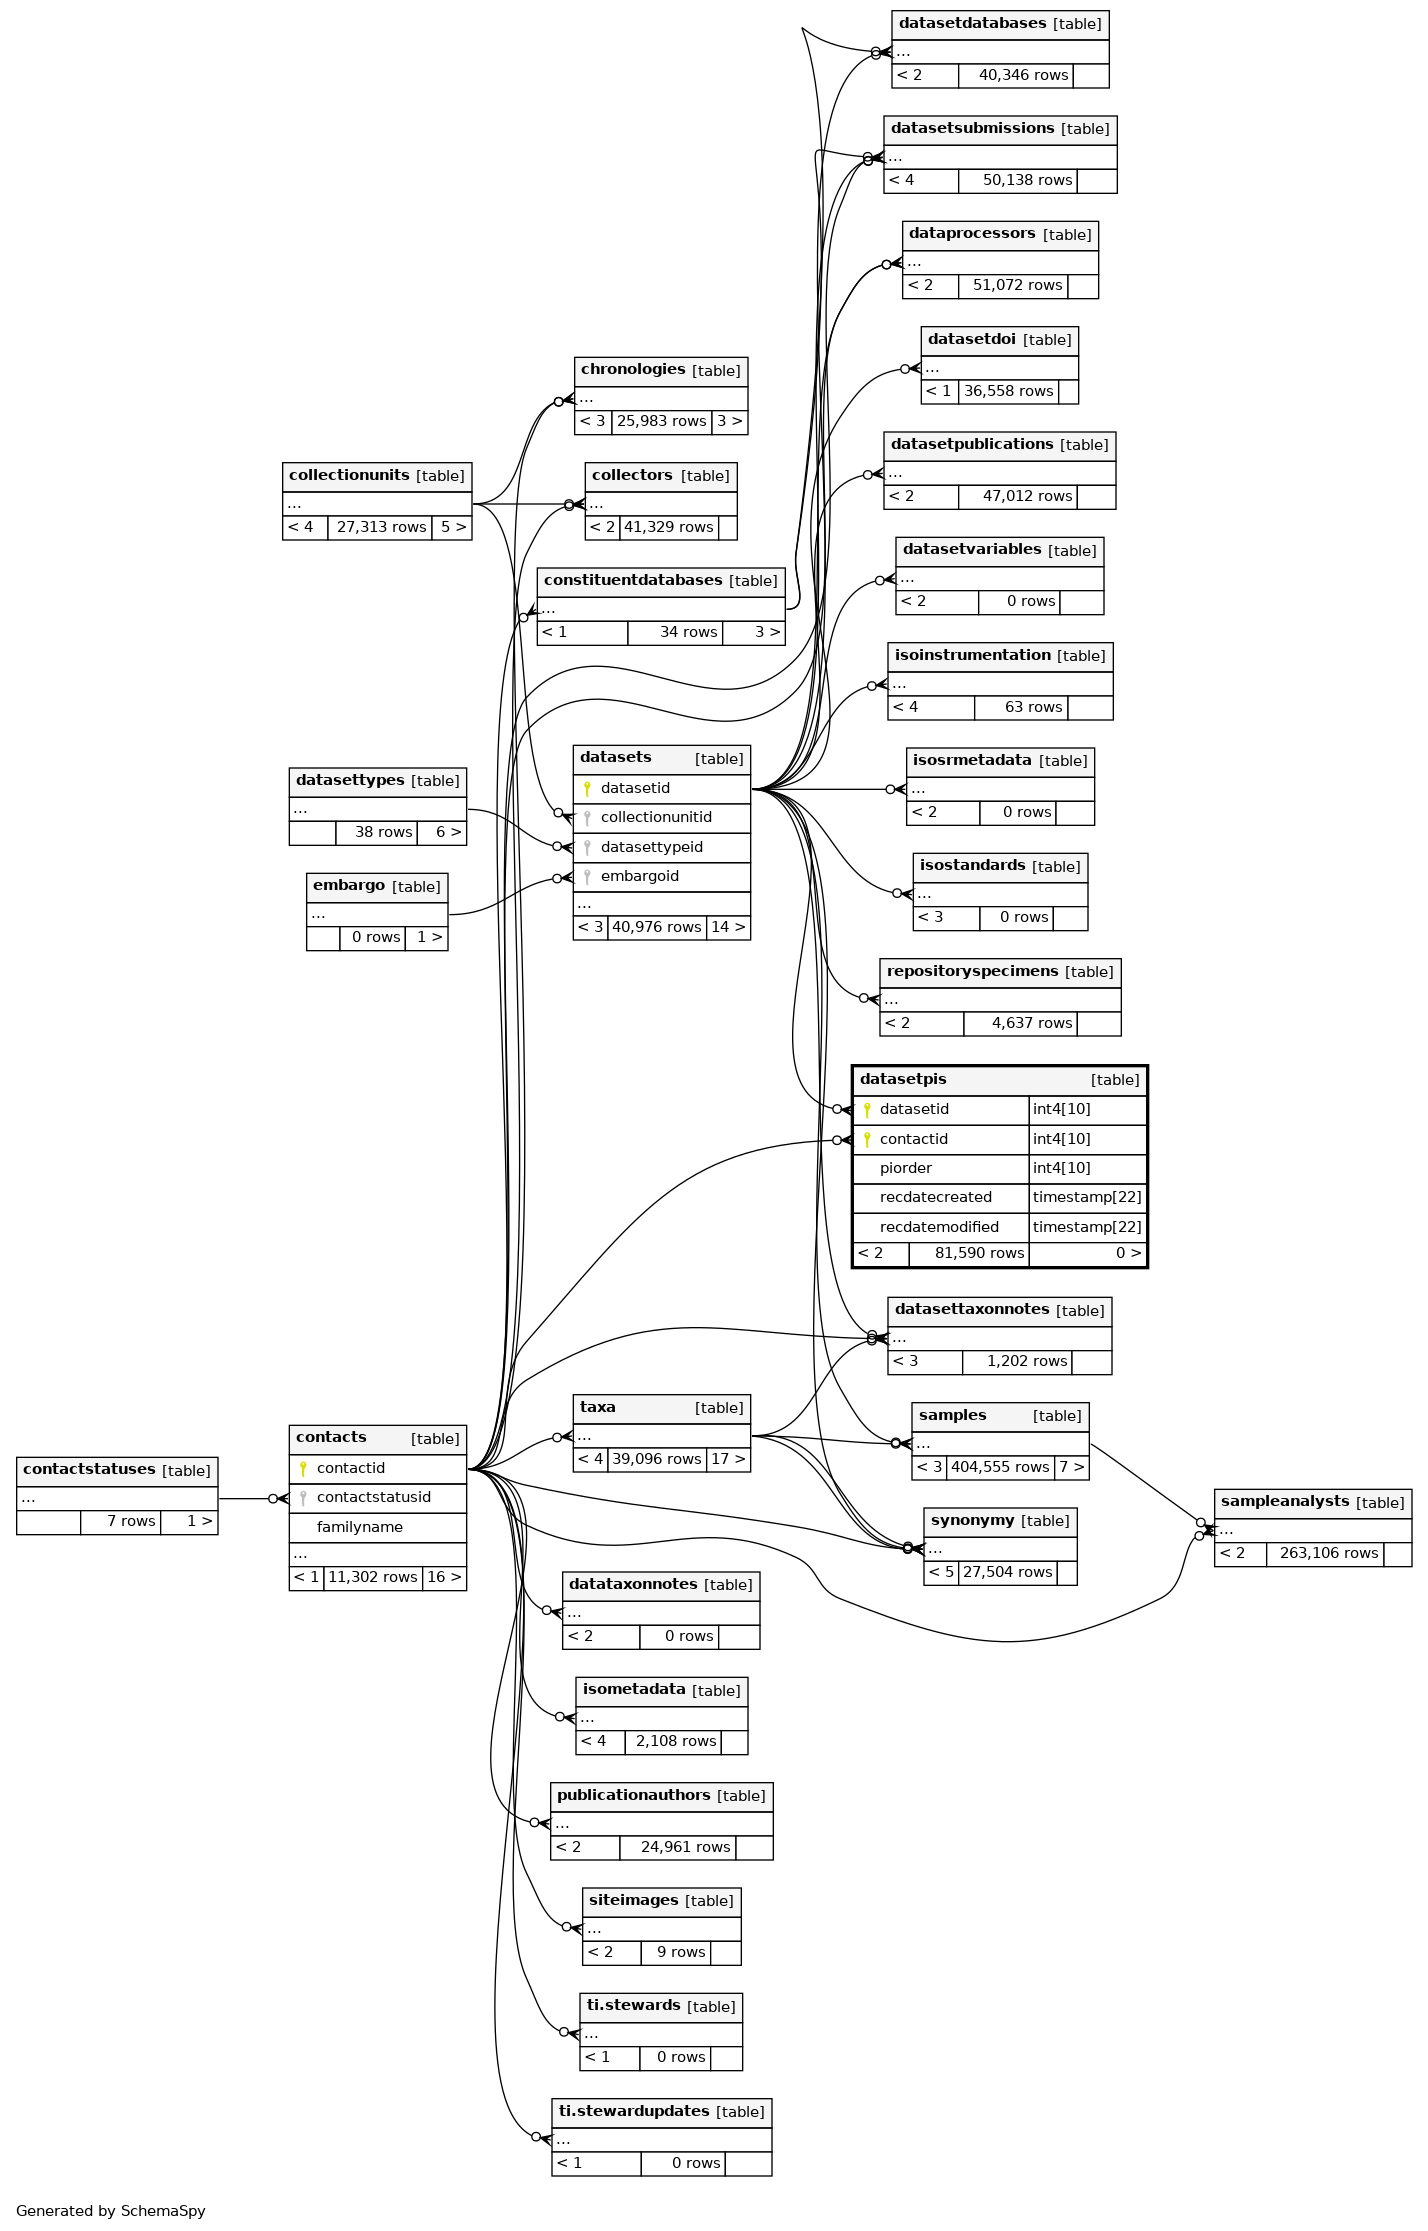 datasetdatabases [table]
...
< 2 40,346 rows
datasetsubmissions [table]
...
< 4 50,138 rows
dataprocessors [table]
...
< 2 51,072 rows
datasetdoi [table]
...
< 1 36,558 rows
chronologies [table]
...
< 3 25,983 rows 3 >
datasetpublications [table]
...
< 2 47,012 rows
collectionunits [table]
...
< 4 27,313 rows 5 >
collectors [table]
...
< 2 41,329 rows
datasetvariables [table]
...
< 2 0 rows
constituentdatabases [table]
...
< 1 34 rows 3 >
isoinstrumentation [table]
...
< 4 63 rows
datasets [table]
datasetid
collectionunitid
datasettypeid
embargoid
...
< 3 40,976 rows 14 >
isosrmetadata [table]
...
< 2 0 rows
datasettypes [table]
...
38 rows 6 >
isostandards [table]
...
< 3 0 rows
embargo [table]
...
0 rows 1 >
repositoryspecimens [table]
...
< 2 4,637 rows
datasetpis [table]
datasetid int4[10]
contactid int4[10]
piorder int4[10]
recdatecreated timestamp[22]
recdatemodified timestamp[22]
< 2 81,590 rows 0 >
datasettaxonnotes [table]
...
< 3 1,202 rows
taxa [table]
...
< 4 39,096 rows 17 >
samples [table]
...
< 3 404,555 rows 7 >
contacts [table]
contactid
contactstatusid
familyname
...
< 1 11,302 rows 16 >
contactstatuses [table]
...
7 rows 1 >
sampleanalysts [table]
...
< 2 263,106 rows
synonymy [table]
...
< 5 27,504 rows
datataxonnotes [table]
...
< 2 0 rows
isometadata [table]
...
< 4 2,108 rows
publicationauthors [table]
...
< 2 24,961 rows
siteimages [table]
...
< 2 9 rows
ti.stewards [table]
...
< 1 0 rows
ti.stewardupdates [table]
...
< 1 0 rows
Generated by SchemaSpy